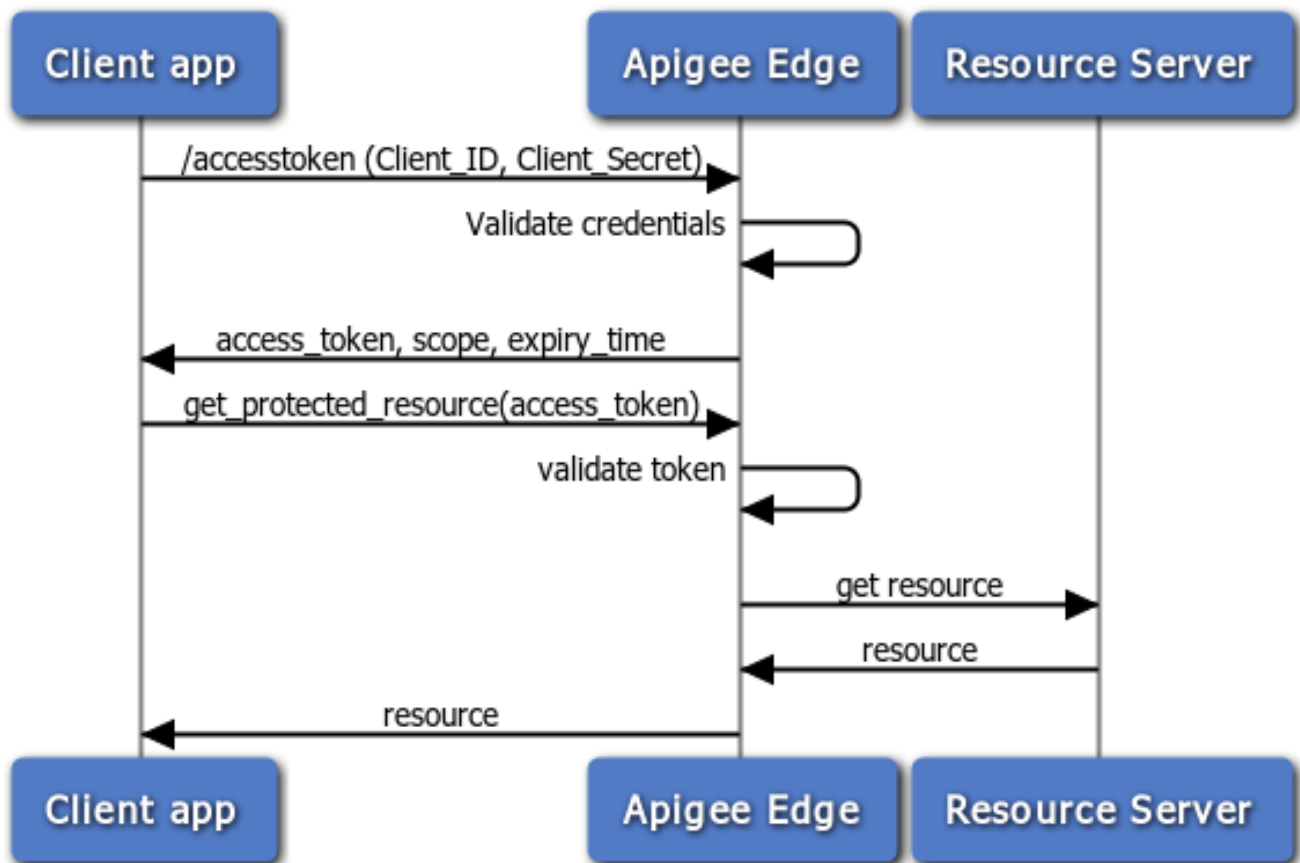 Client app
Apigee Edge
Resource Server
/accesstoken (Client_ID, Client_Secret)
Validate credentials
access_token, scope, expiry_time
get_protected_resource(access_token)
validate token
get resource
resource
resource
Client app
Apigee Edge
Resource Server